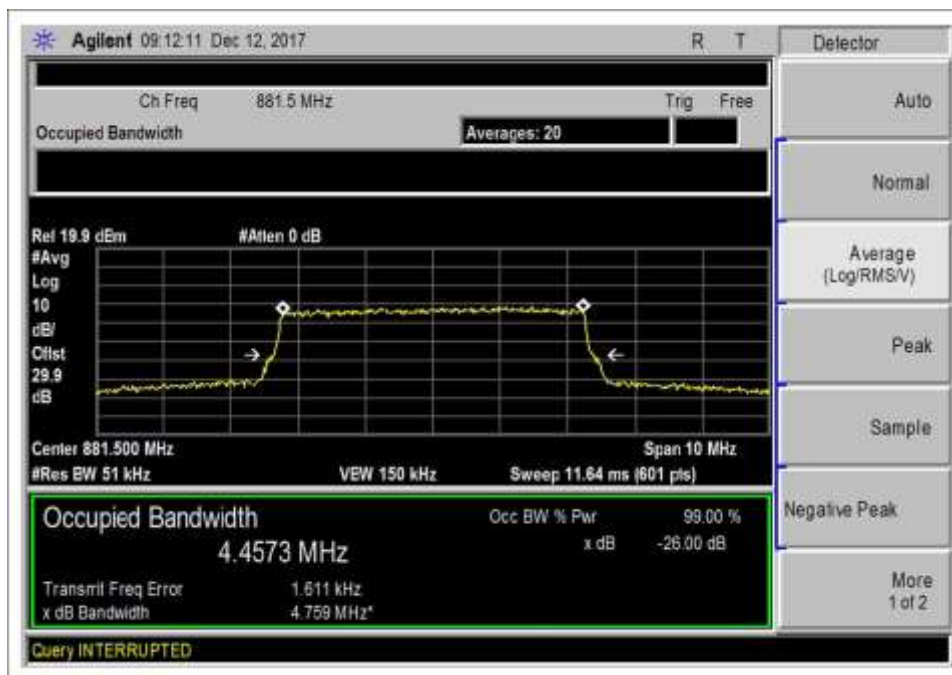 Agilent 09:12:11 Dec 12, 2017 R T
Detector
Ch Freq 881.5 MHz Trig Free
Occupied Bandwidth Averages: 20
Ref 19.9 dBm #Atten 0 dB
#Avg
Log
10
dB/
Offst
29.9
dB
Center 881.500 MHz Span 10 MHz
#Res BW 51 kHz VBW 150 kHz Sweep 11.64 ms (601 pts)
Occupied Bandwidth Occ BW % Pwr 99.00 %
4.4573 MHz x dB -26.00 dB
Transmit Freq Error 1.611 kHz
x dB Bandwidth 4.759 MHz*
Query INTERRUPTED
Auto
Normal
Average
(Log/RMS/V)
Peak
Sample
Negative Peak
More
1 of 2